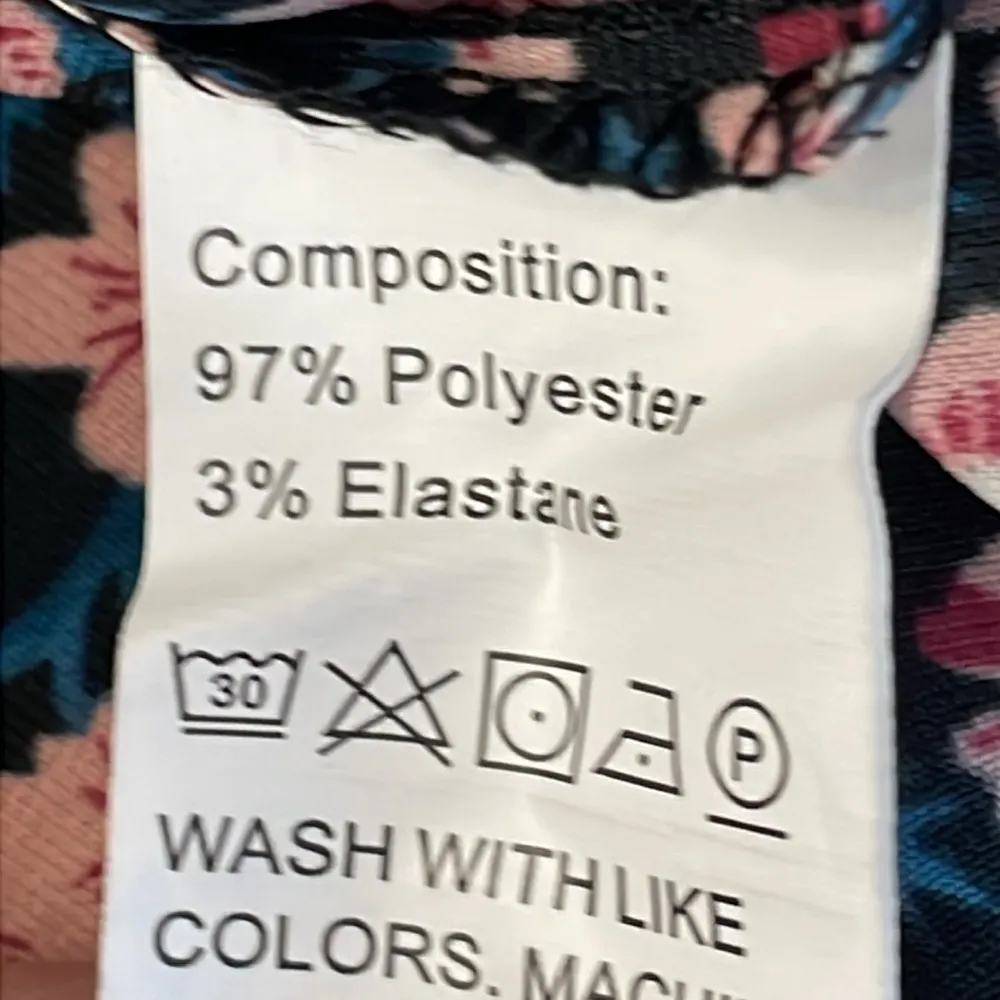 Composition:
97% Polyester
3% Elastane
30
P
WASH WITH LIKE
COLORS.